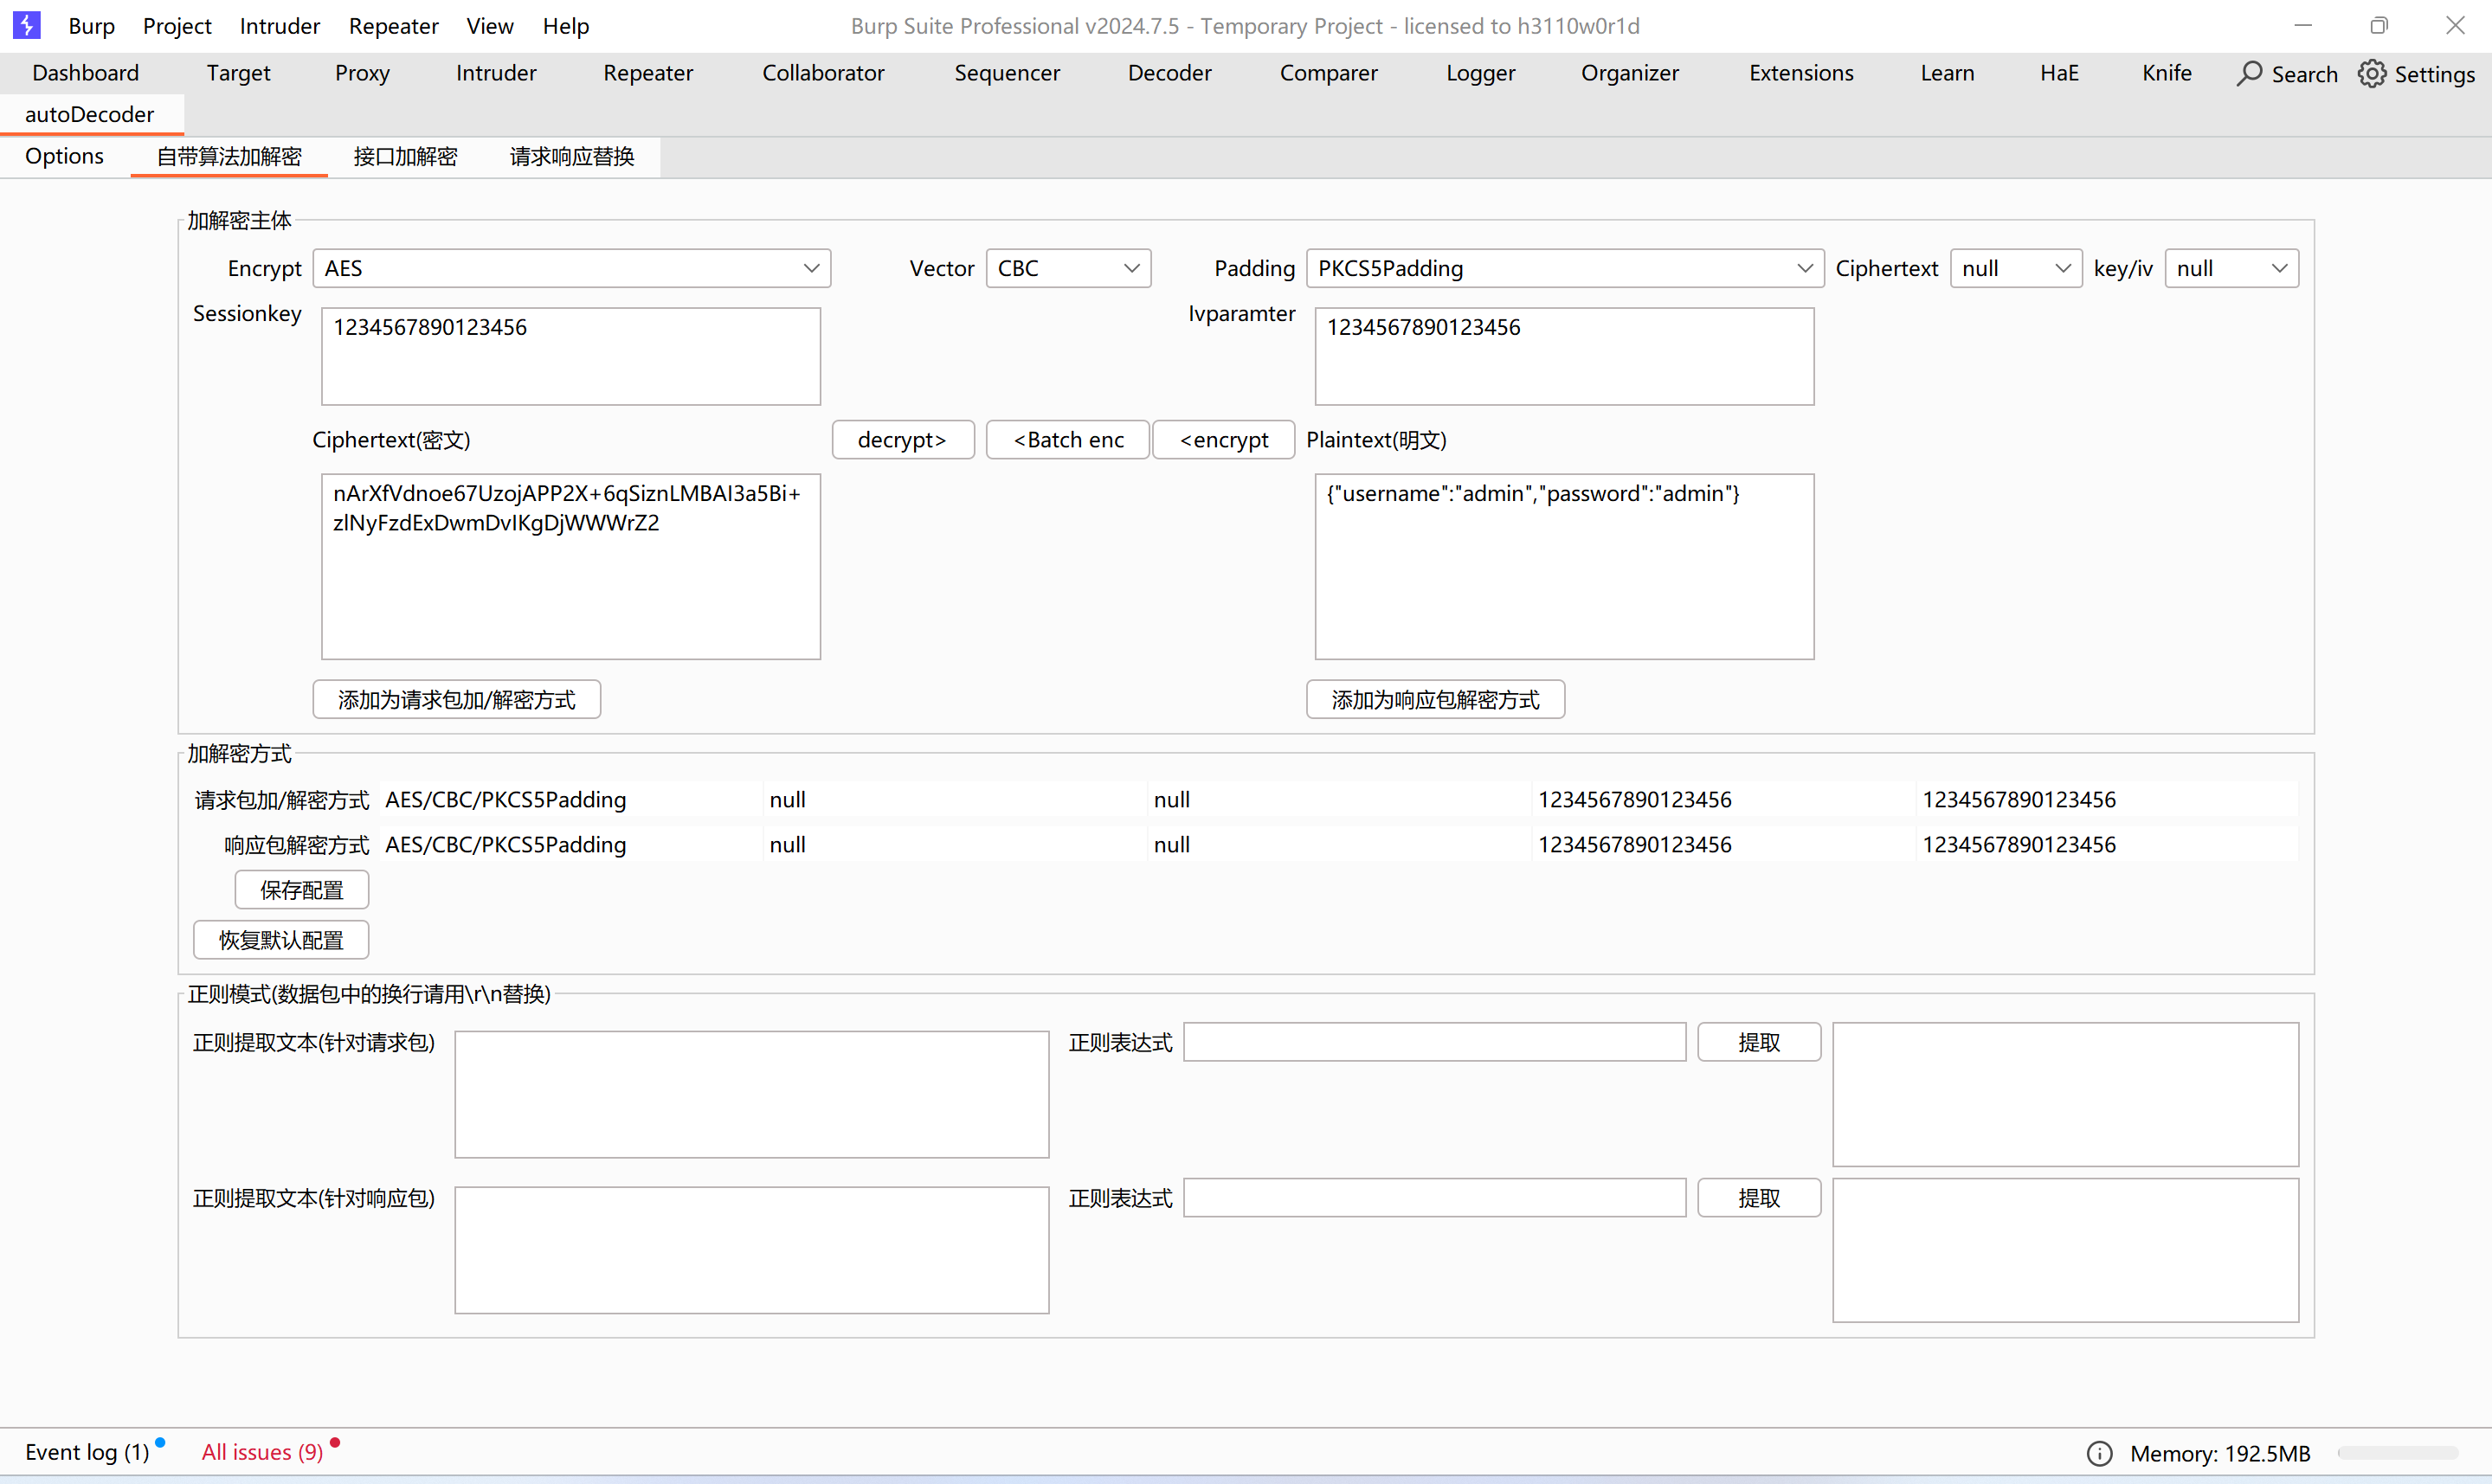 Burp Project Intruder Repeater View Help Burp Suite Professional v2024.7.5 - Temporary Project - licensed to h3110w0r1d
Dashboard Target Proxy Intruder Repeater Collaborator Sequencer Decoder Comparer Logger Organizer Extensions Learn HaE Knife Search Settings
autoDecoder
Options 自带算法加解密 接口加解密 请求响应替换
加解密主体
Encrypt AES Vector CBC Padding PKCS5Padding Ciphertext null key/iv null
Sessionkey 1234567890123456 Ivparamter 1234567890123456
Ciphertext(密文) decrypt> <Batch enc <encrypt Plaintext(明文)
nArXfVdnoe67UzojAPP2X+6qSiznLMBAI3a5Bi+ {"username":"admin","password":"admin"}
zlNyFzdExDwmDvIKgDjWWWrZ2
添加为请求包加/解密方式 添加为响应包解密方式
加解密方式
请求包加/解密方式 AES/CBC/PKCS5Padding null null 1234567890123456 1234567890123456
响应包解密方式 AES/CBC/PKCS5Padding null null 1234567890123456 1234567890123456
保存配置
恢复默认配置
正则模式(数据包中的换行请用\r\n替换)
正则提取文本(针对请求包) 正则表达式 提取
正则提取文本(针对响应包) 正则表达式 提取
Event log (1) All issues (9) Memory: 192.5MB